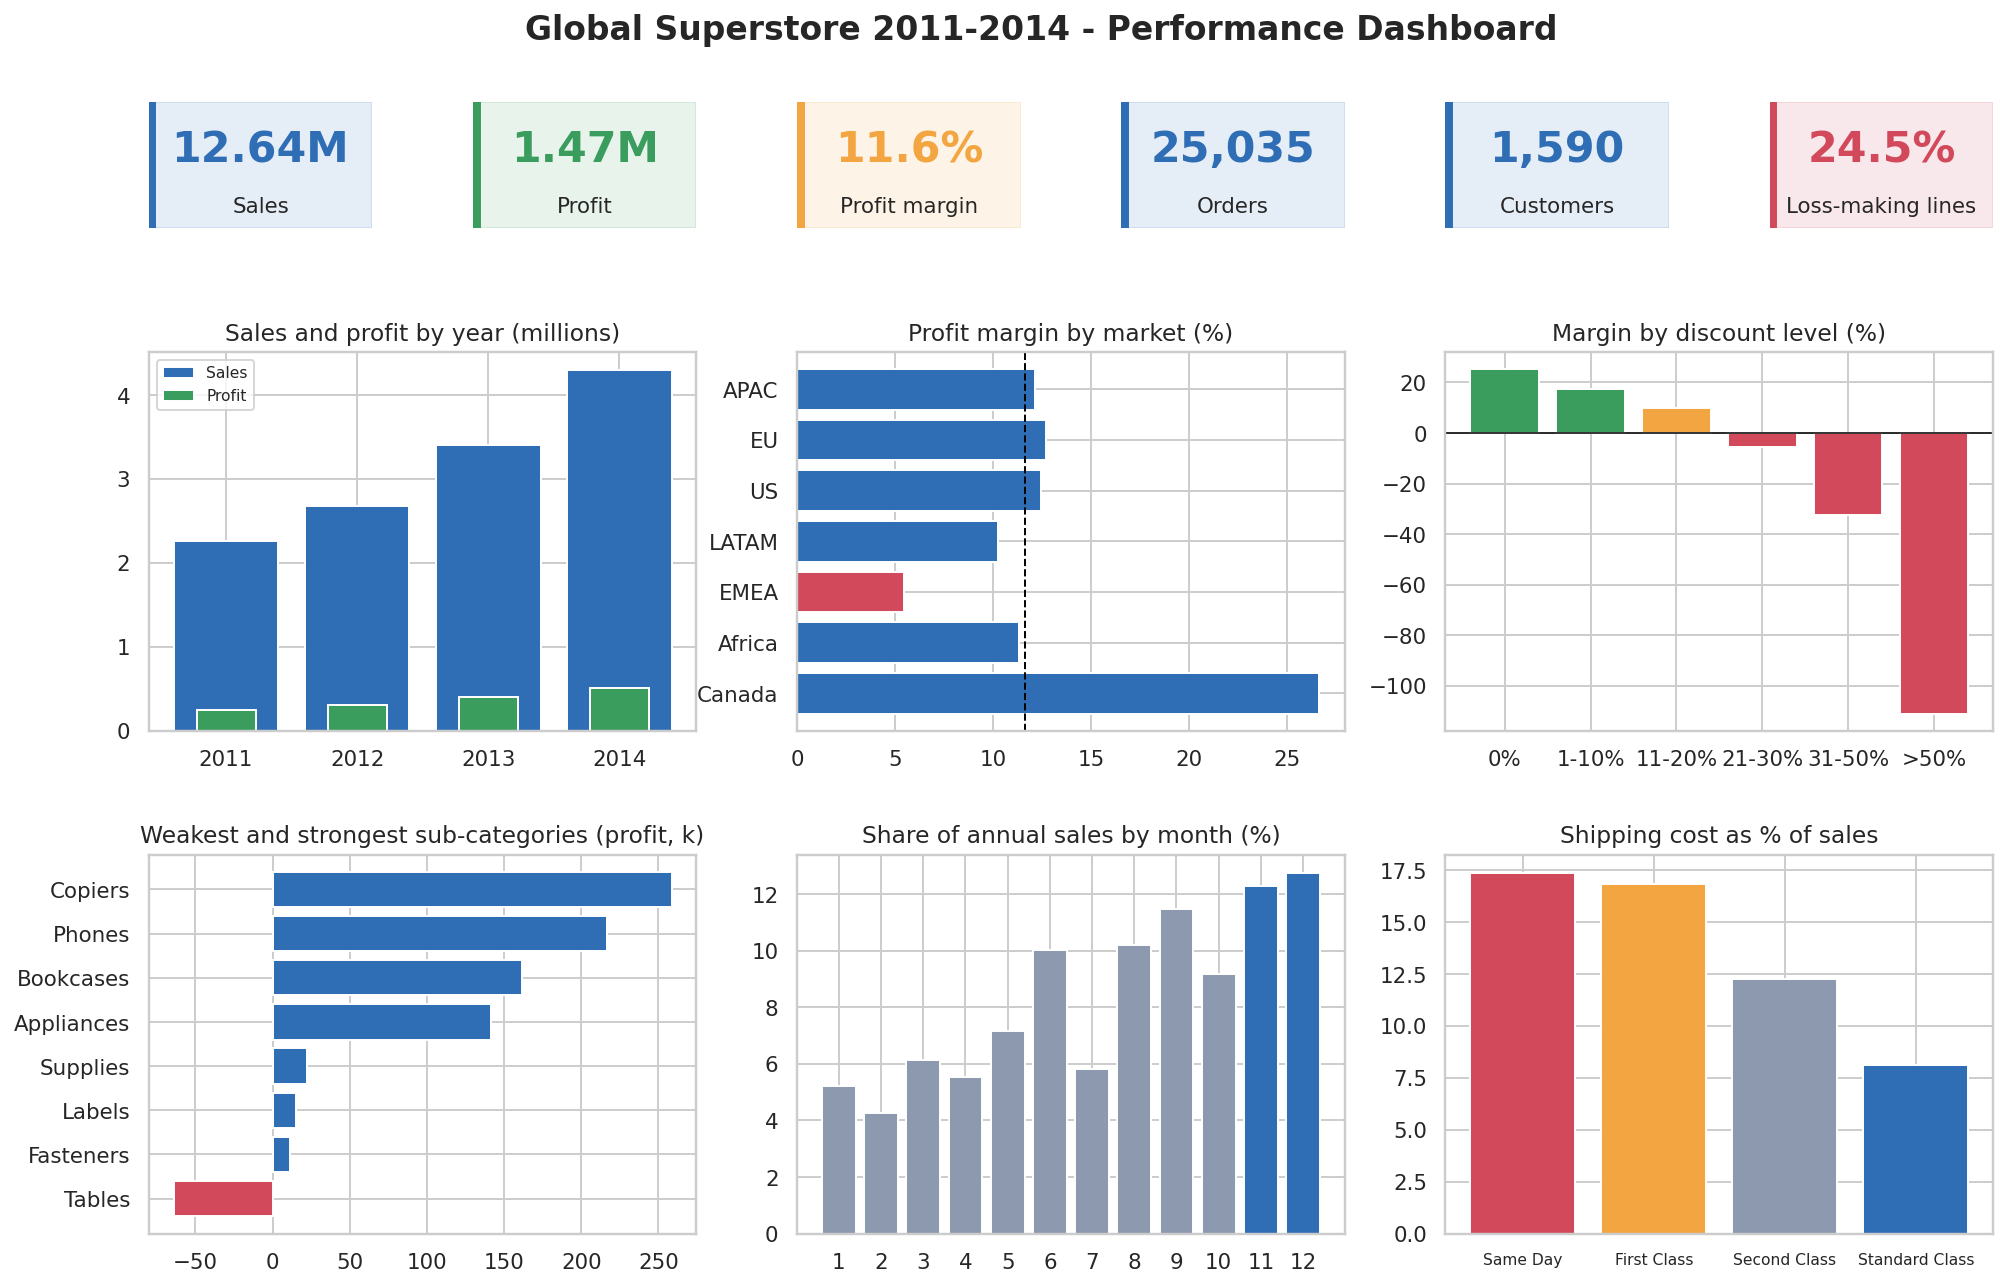 Global Superstore 2011-2014 - Performance Dashboard
12.64M
Sales
1.47M
Profit
11.6%
Profit margin
25,035
Orders
1,590
Customers
24.5%
Loss-making lines
Sales and profit by year (millions)
Sales
Profit
4
3
2
1
0
2011 2012 2013 2014
Profit margin by market (%)
APAC
EU
US
LATAM
EMEA
Africa
Canada
0 5 10 15 20 25
Margin by discount level (%)
20
0
−20
−40
−60
−80
−100
0% 1-10% 11-20% 21-30% 31-50% >50%
Weakest and strongest sub-categories (profit, k)
Copiers
Phones
Bookcases
Appliances
Supplies
Labels
Fasteners
Tables
−50 0 50 100 150 200 250
Share of annual sales by month (%)
12
10
8
6
4
2
0
1 2 3 4 5 6 7 8 9 10 11 12
Shipping cost as % of sales
17.5
15.0
12.5
10.0
7.5
5.0
2.5
0.0
Same Day First Class Second Class Standard Class